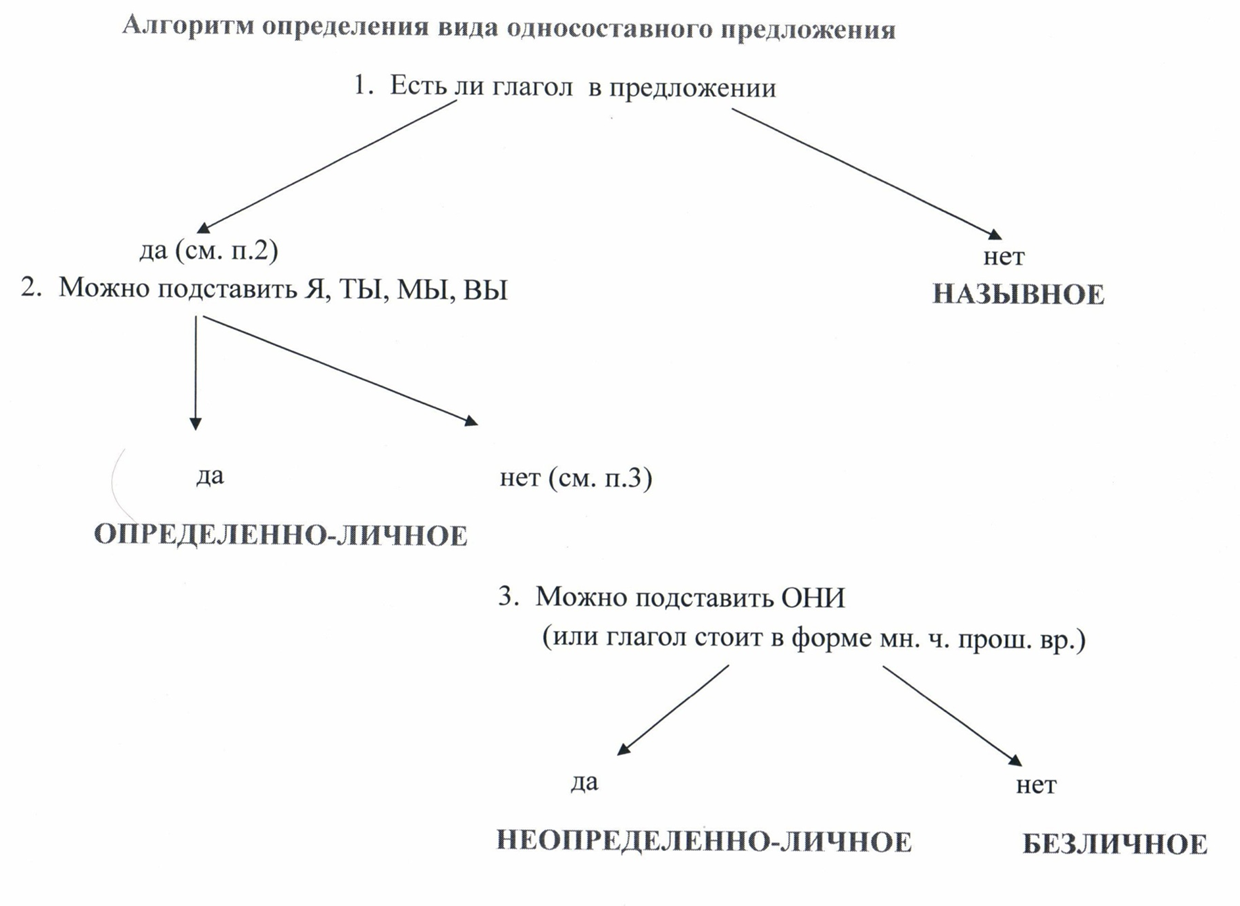 Алгоритм определения вида односоставного предложения
1. Есть ли глагол в предложении
да (см. п.2)
нет
2. Можно подставить Я, ТЫ, МЫ, ВЫ
НАЗЫВНОЕ
да
нет (см. п.3)
ОПРЕДЕЛЕННО-ЛИЧНОЕ
3. Можно подставить ОНИ
(или глагол стоит в форме мн. ч. прош. вр.)
да
нет
НЕОПРЕДЕЛЕННО-ЛИЧНОЕ
БЕЗЛИЧНОЕ